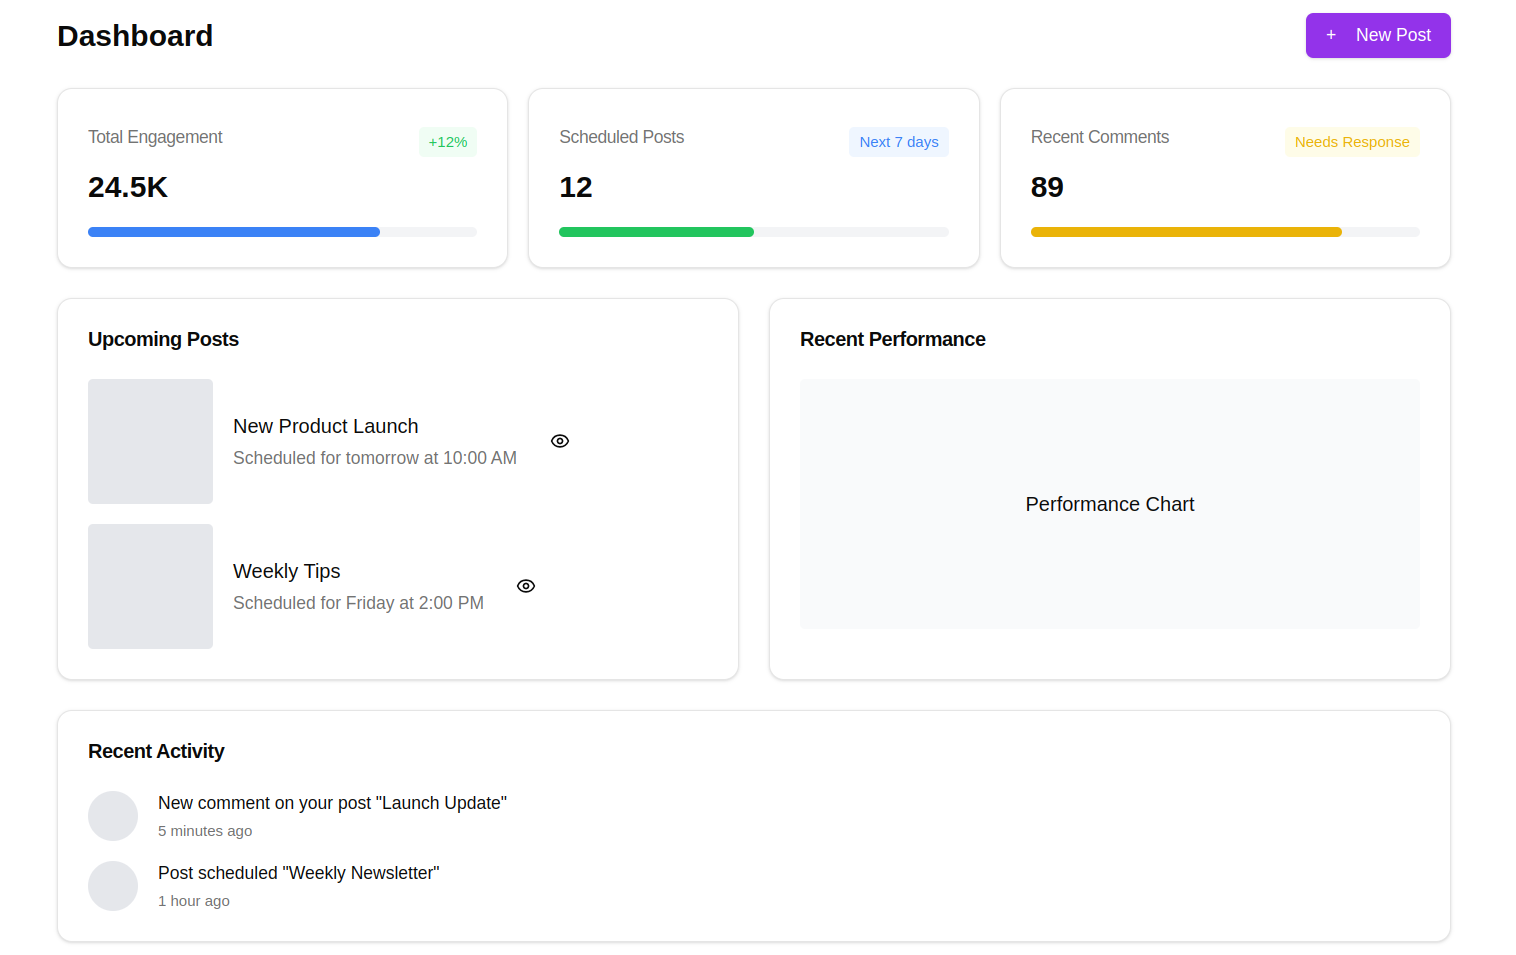 Dashboard
+ New Post
Total Engagement
+12%
24.5K
Scheduled Posts
Next 7 days
12
Recent Comments
Needs Response
89
Upcoming Posts
New Product Launch
Scheduled for tomorrow at 10:00 AM
Weekly Tips
Scheduled for Friday at 2:00 PM
Recent Performance
Performance Chart
Recent Activity
New comment on your post "Launch Update"
5 minutes ago
Post scheduled "Weekly Newsletter"
1 hour ago